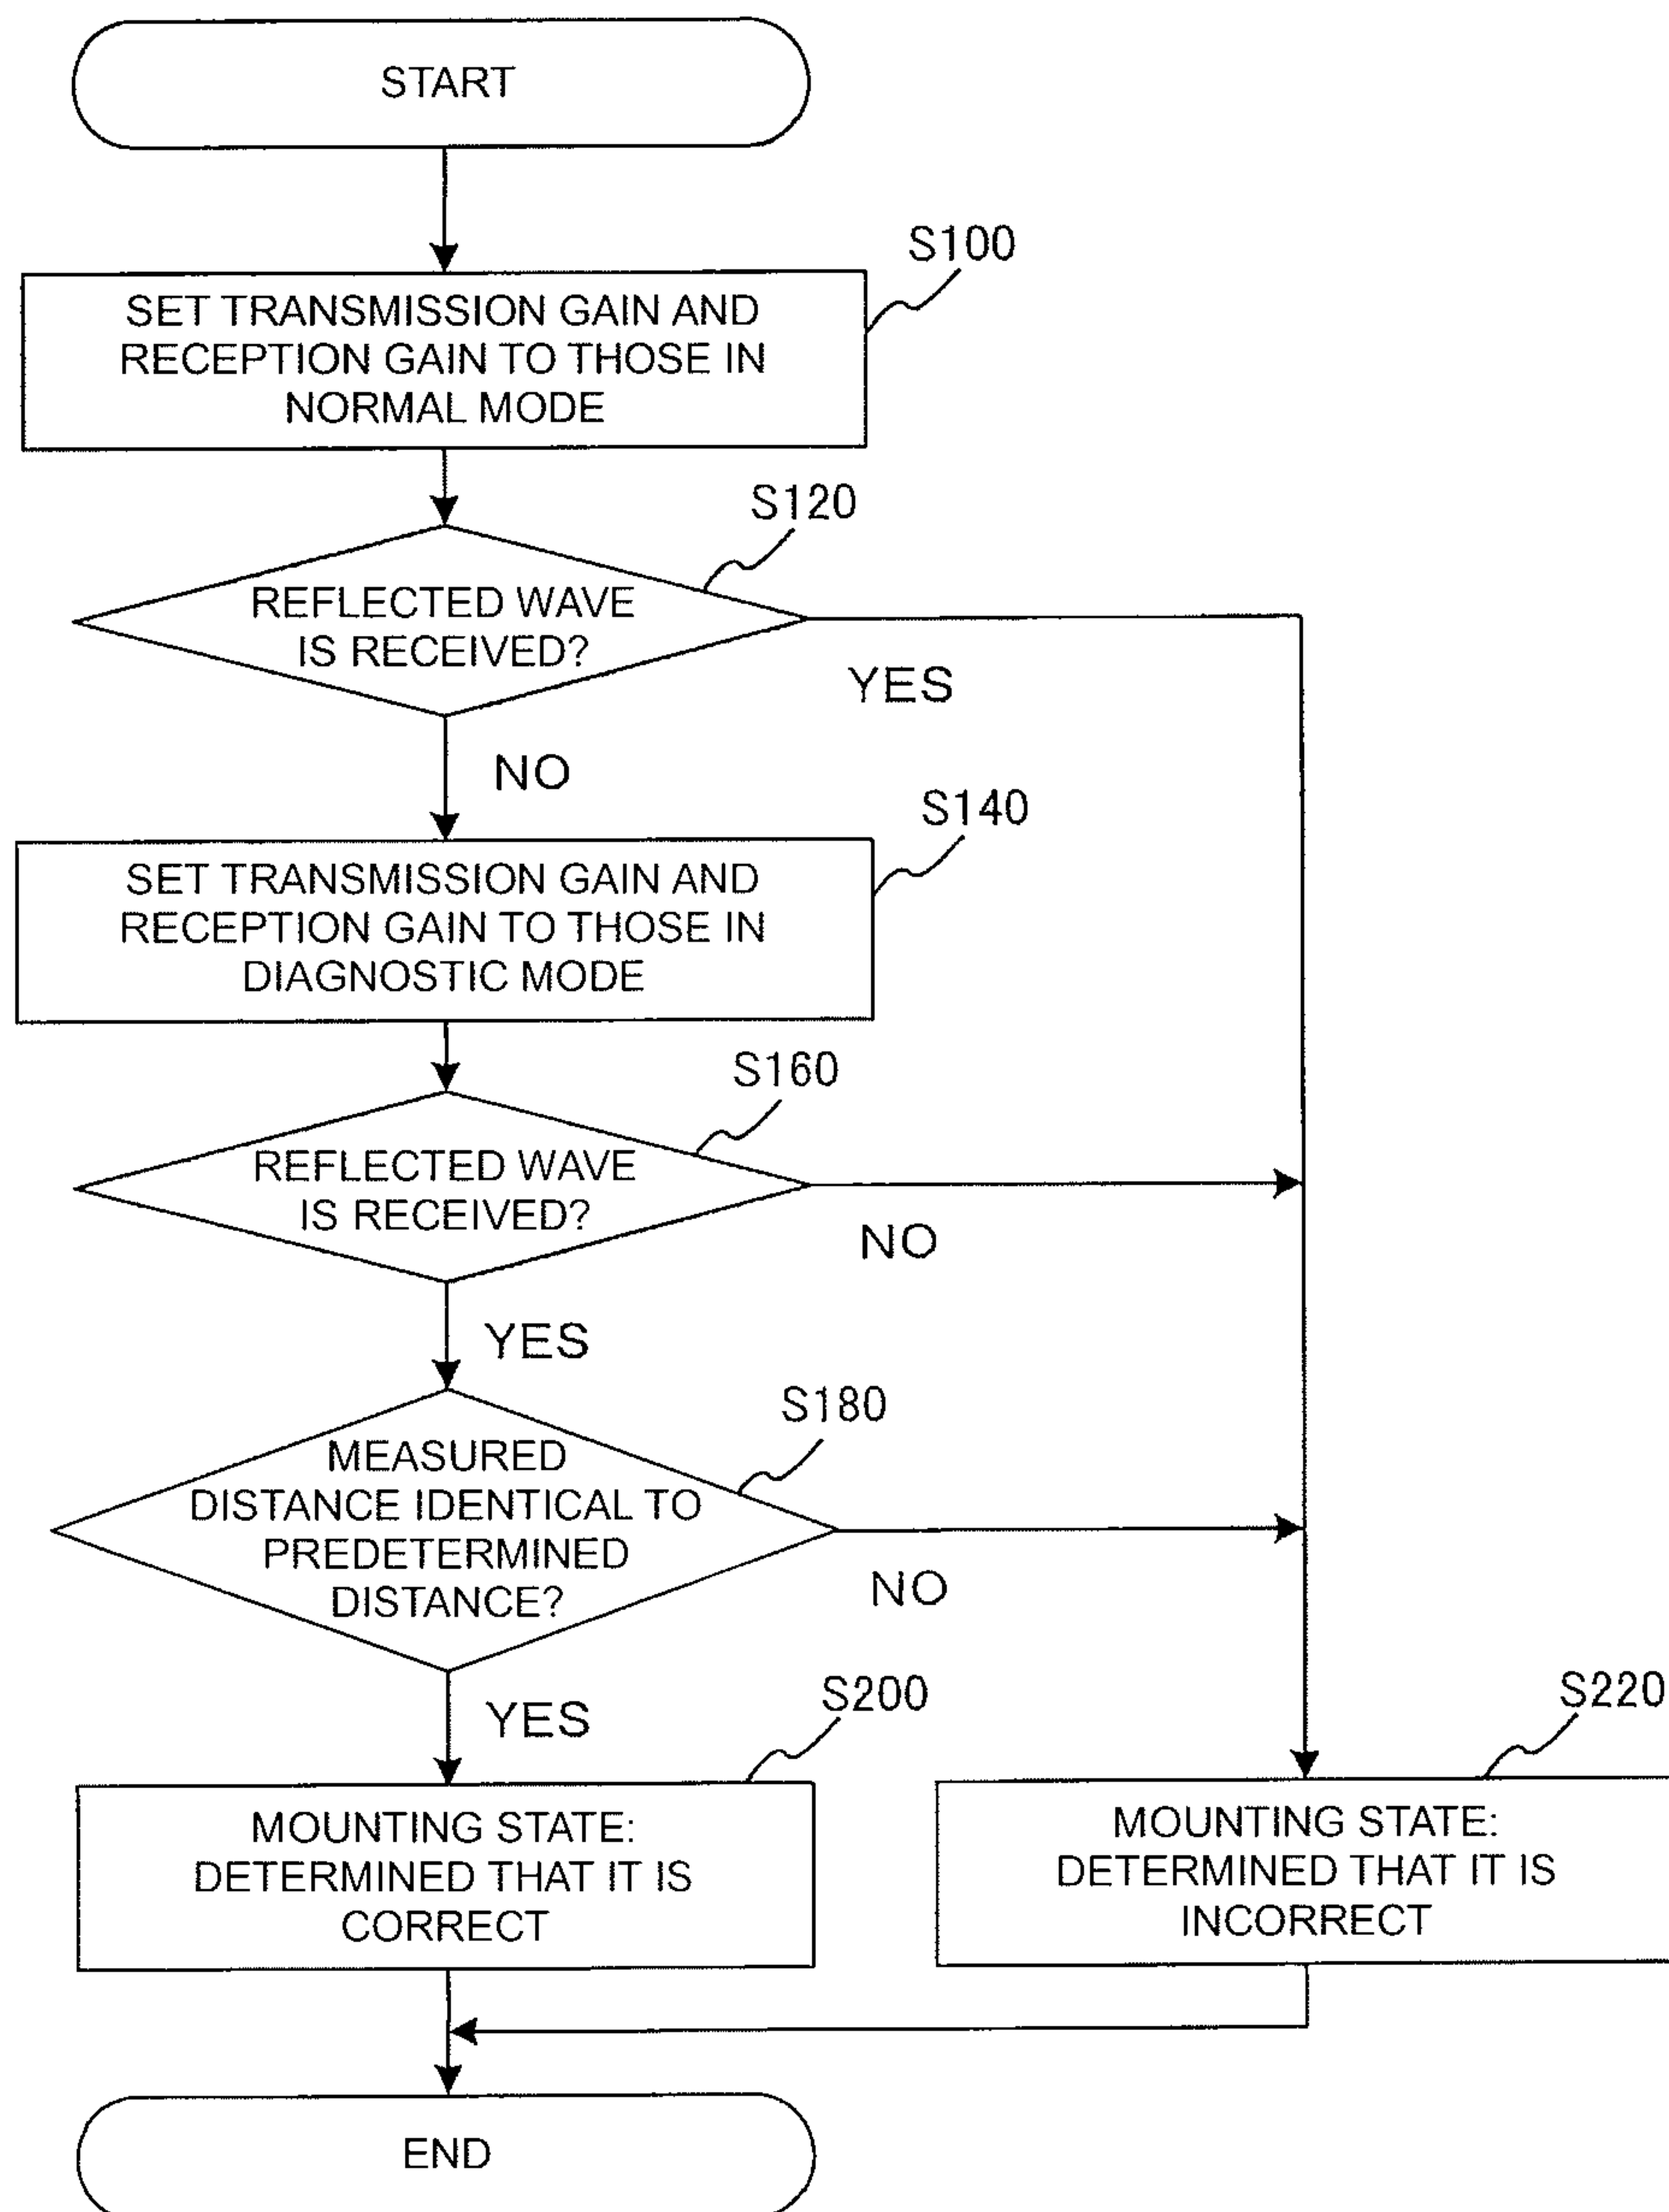 START
S100
SET TRANSMISSION GAIN AND
RECEPTION GAIN TO THOSE IN
NORMAL MODE
S120
REFLECTED WAVE
IS RECEIVED?
YES
NO
S140
SET TRANSMISSION GAIN AND
RECEPTION GAIN TO THOSE IN
DIAGNOSTIC MODE
S160
REFLECTED WAVE
IS RECEIVED?
NO
YES
S180
MEASURED
DISTANCE IDENTICAL TO
PREDETERMINED
DISTANCE?
NO
YES
S200
MOUNTING STATE:
DETERMINED THAT IT IS
CORRECT
S220
MOUNTING STATE:
DETERMINED THAT IT IS
INCORRECT
END